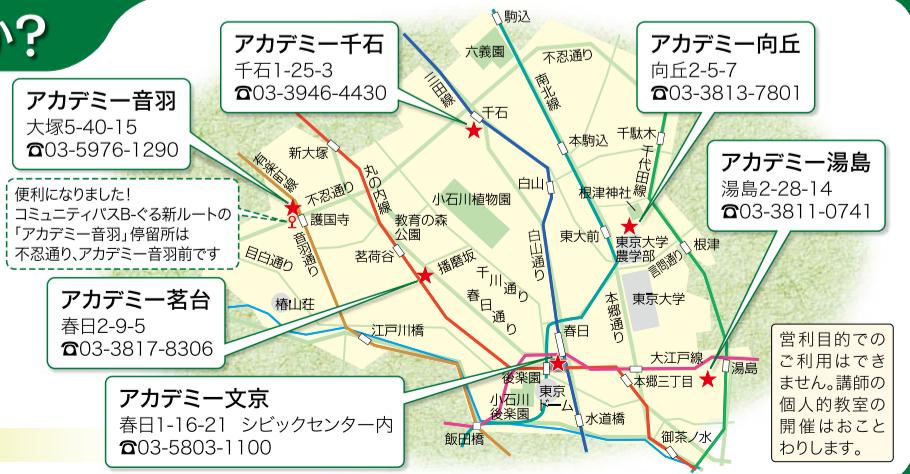 か?
アカデミー千石
千石1-25-3
☎03-3946-4430
アカデミー向丘
向丘2-5-7
☎03-3813-7801
アカデミー音羽
大塚5-40-15
☎03-5976-1290
アカデミー湯島
湯島2-28-14
☎03-3811-0741
便利になりました!
コミュニティバスB-ぐる新ルートの
「アカデミー音羽」停留所は
不忍通り、アカデミー音羽前です
アカデミー茗台
春日2-9-5
☎03-3817-8306
アカデミー文京
春日1-16-21 シビックセンター内
☎03-5803-1100
営利目的での
ご利用はでき
ません。講師の
個人的教室の
開催はおこと
わりします。
駒込
六義園
不忍通り
三田線
南北線
千石
本駒込
千駄木
千代田線
新大塚
丸の内線
有楽町線
不忍通り
護国寺
音羽通り
目白通り
教育の森
公園
茗荷谷
播磨坂
小石川植物園
白山
白山通り
根津神社
東大前
東京大学
農学部
根津
言問通り
東京大学
本郷通り
千川通り
春日通り
椿山荘
江戸川橋
春日
後楽園
小石川
後楽園
東京
ドーム
大江戸線
本郷三丁目
湯島
水道橋
飯田橋
御茶ノ水